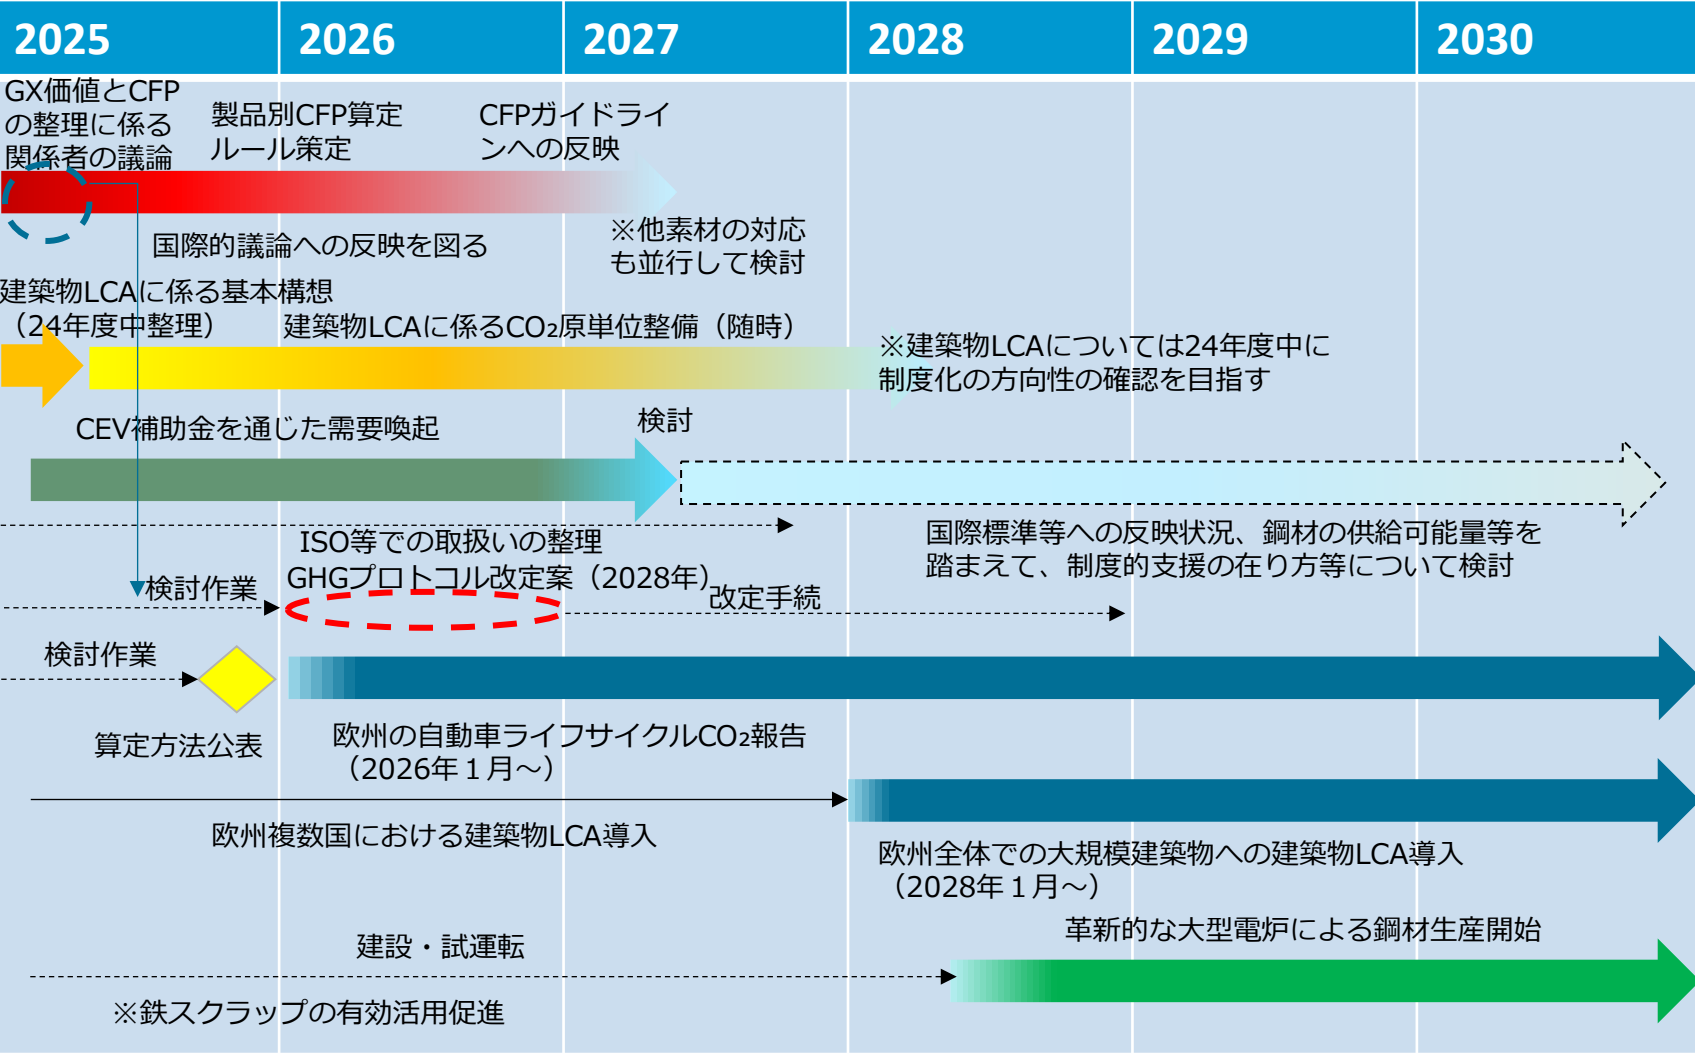 2025
2026
2027
2028
2029
2030
GX価値とCFP
の整理に係る
関係者の議論
製品別CFP算定
ルール策定
CFPガイドライ
ンへの反映
国際的議論への反映を図る
※他素材の対応
も並行して検討
建築物LCAに係る基本構想
（24年度中整理）
建築物LCAに係るCO₂原単位整備（随時）
※建築物LCAについては24年度中に
制度化の方向性の確認を目指す
CEV補助金を通じた需要喚起
検討
国際標準等への反映状況、鋼材の供給可能量等を
踏まえて、制度的支援の在り方等について検討
ISO等での取扱いの整理
GHGプロトコル改定案（2028年）
検討作業
改定手続
検討作業
算定方法公表
欧州の自動車ライフサイクルCO₂報告
（2026年１月～）
欧州複数国における建築物LCA導入
欧州全体での大規模建築物への建築物LCA導入
（2028年１月～）
建設・試運転
革新的な大型電炉による鋼材生産開始
※鉄スクラップの有効活用促進